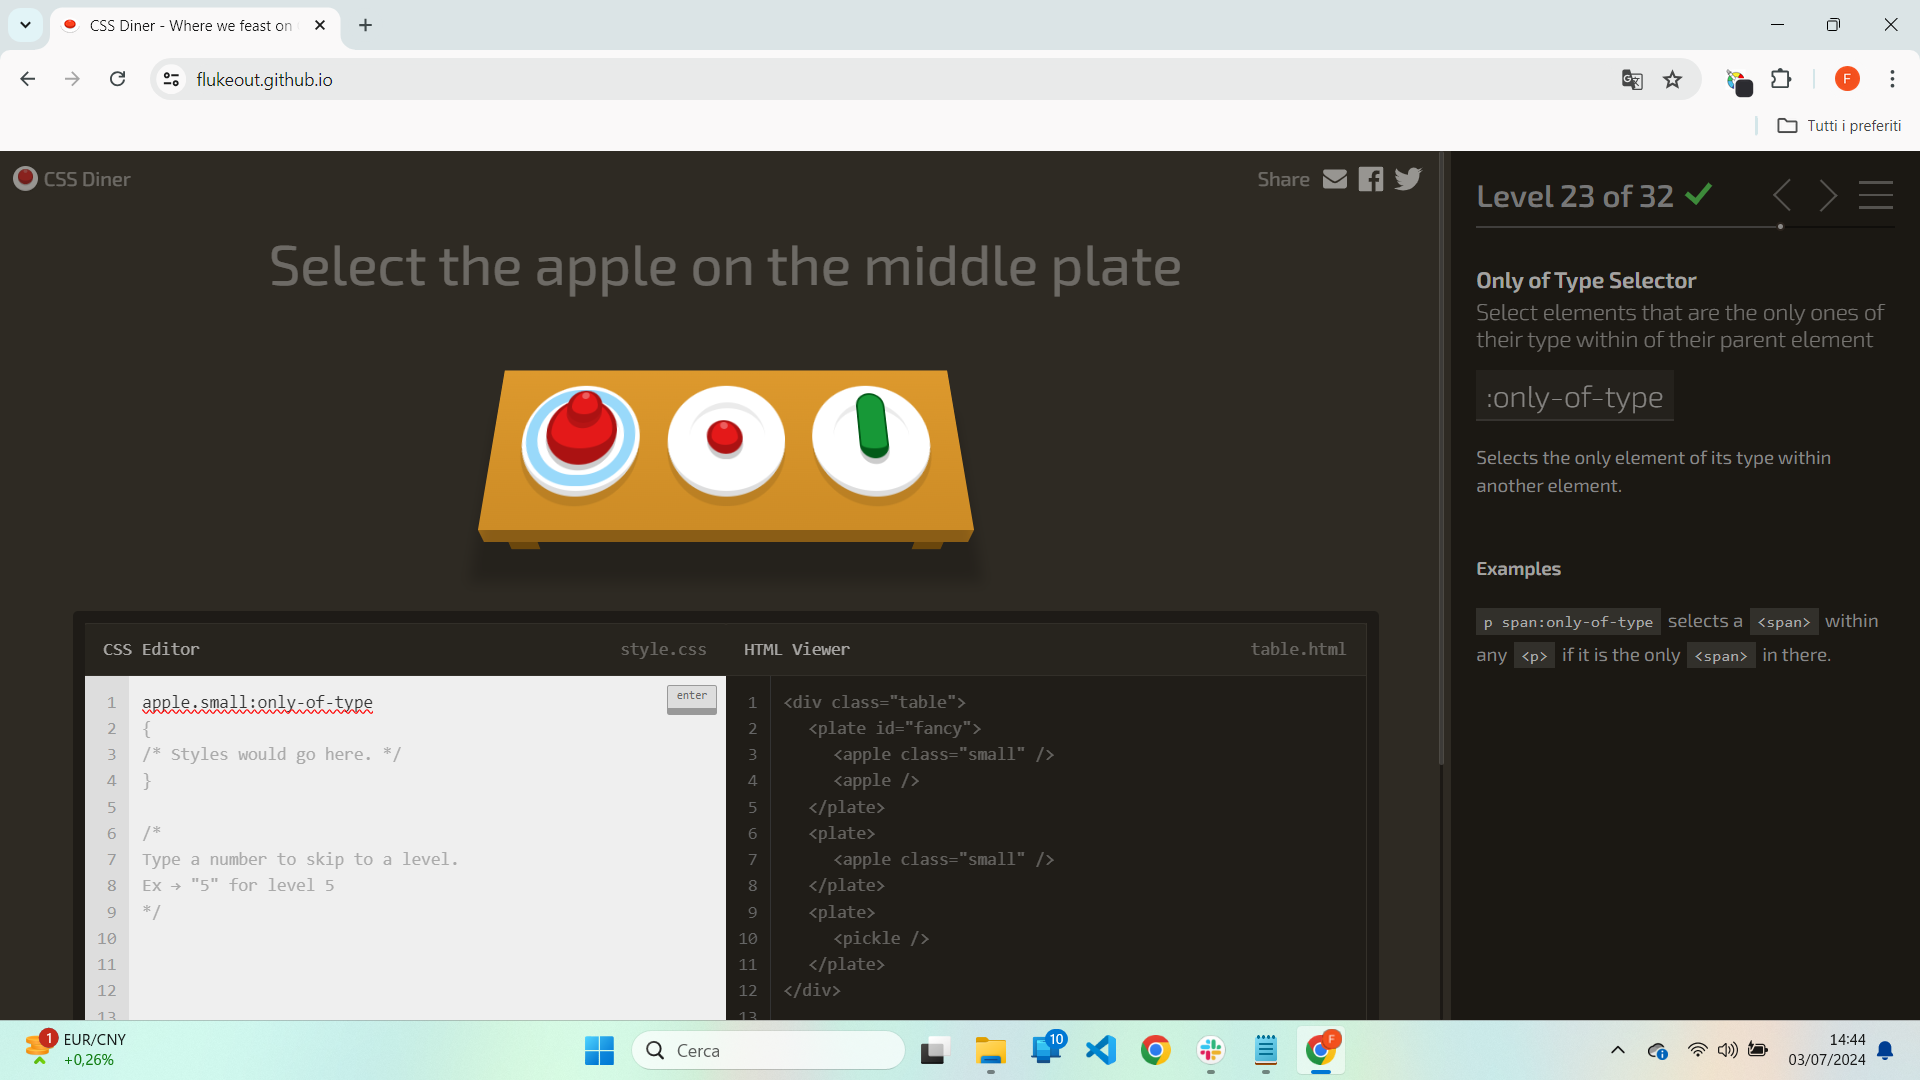 CSS Diner - Where we feast on
flukeout.github.io
F
Tutti i preferiti
CSS Diner
Share
Level 23 of 32
Select the apple on the middle plate
Only of Type Selector
Select elements that are the only ones of
their type within of their parent element
:only-of-type
Selects the only element of its type within
another element.
Examples
p span:only-of-type selects a <span> within
any <p> if it is the only <span> in there.
CSS Editor
style.css
1 apple.small:only-of-type
enter
2 {
3 /* Styles would go here. */
4 }
5
6 /*
7 Type a number to skip to a level.
8 Ex → "5" for level 5
9 */
10
11
12
13
HTML Viewer
table.html
1 <div class="table">
2 <plate id="fancy">
3 <apple class="small" />
4 <apple />
5 </plate>
6 <plate>
7 <apple class="small" />
8 </plate>
9 <plate>
10 <pickle />
11 </plate>
12 </div>
13
1
EUR/CNY
+0,26%
Cerca
10
F
14:44
03/07/2024